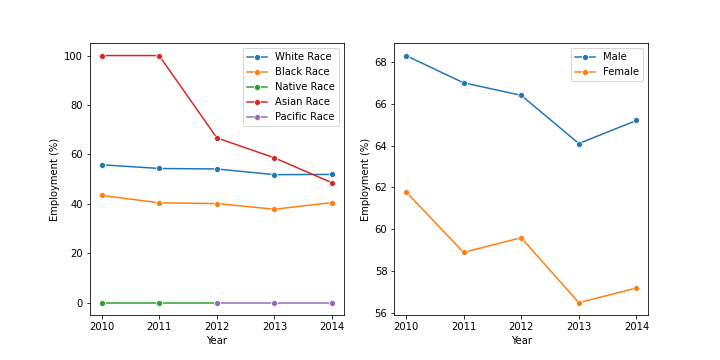 100
80
60
40
20
0
Employment (%)
White Race
Black Race
Native Race
Asian Race
Pacific Race
2010 2011 2012 2013 2014
Year
68
66
64
62
60
58
56
Employment (%)
Male
Female
2010 2011 2012 2013 2014
Year